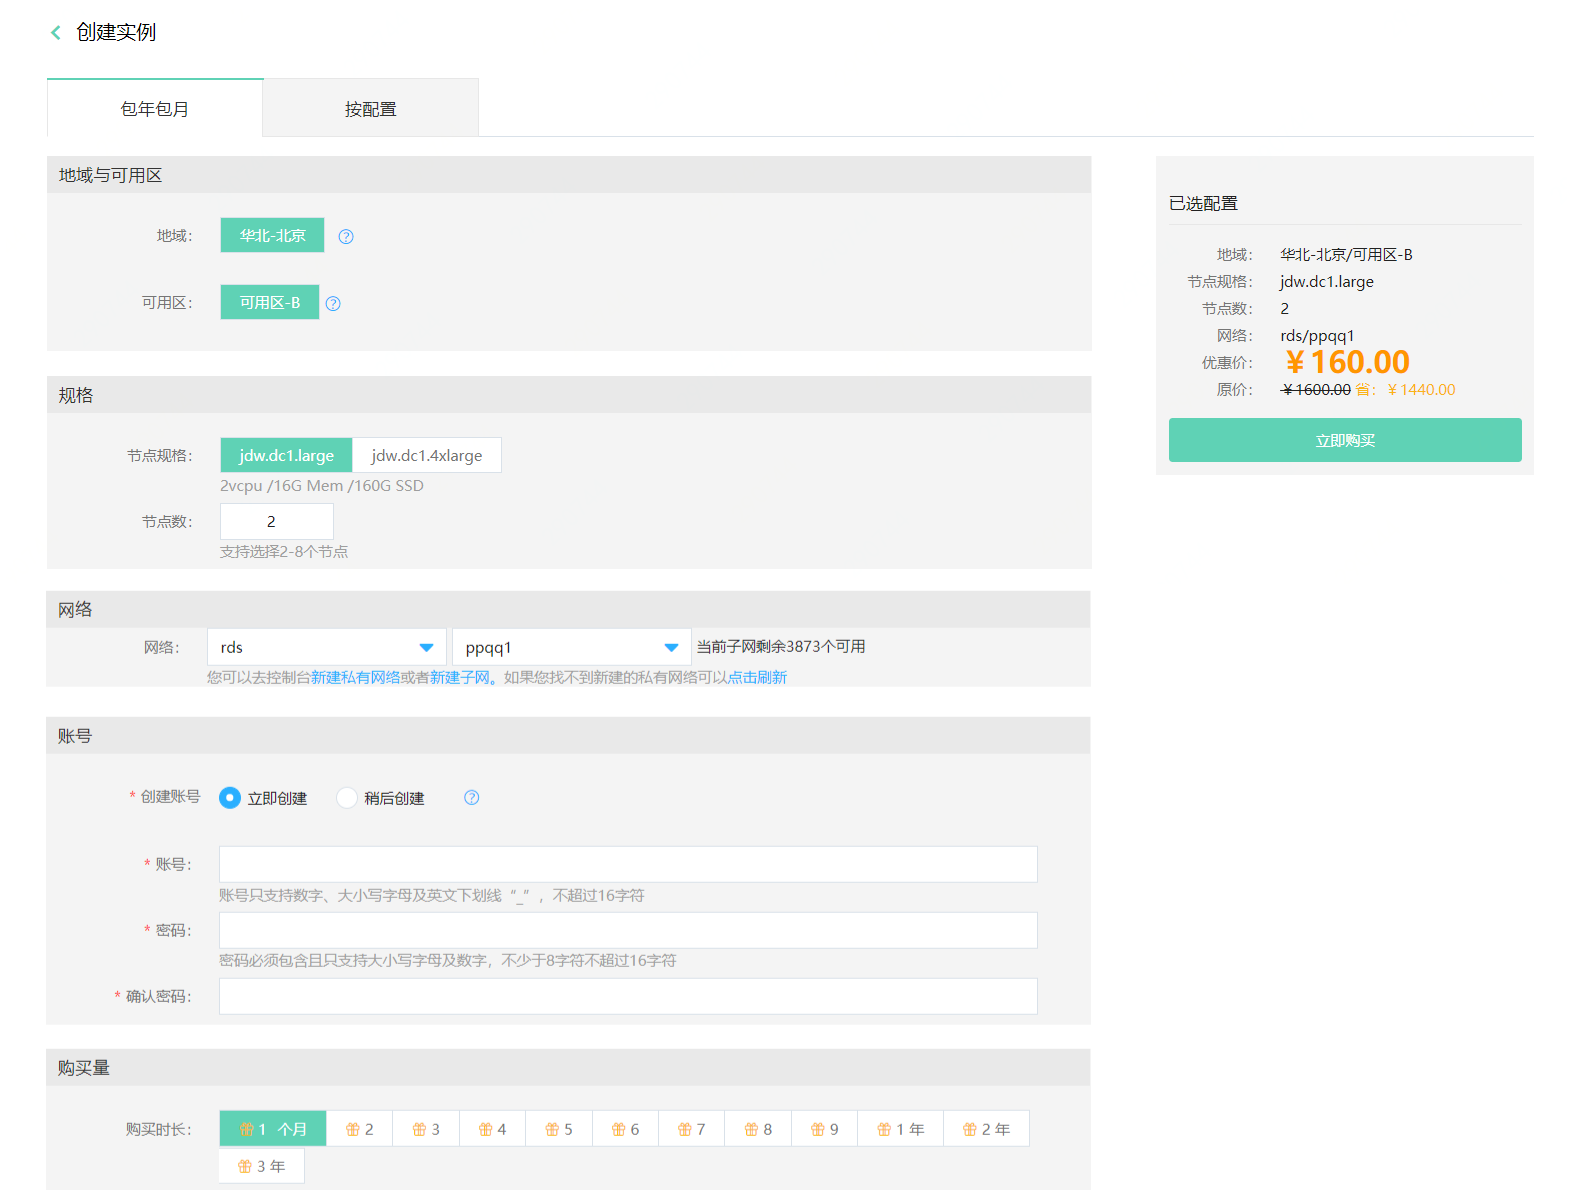 创建实例
包年包月
按配置
地域与可用区
地域：
华北-北京
可用区：
可用区-B
规格
节点规格：
jdw.dc1.large
jdw.dc1.4xlarge
2vcpu /16G Mem /160G SSD
节点数：
2
支持选择2-8个节点
网络
网络：
rds
ppqq1
当前子网剩余3873个可用
您可以去控制台新建私有网络或者新建子网。如果您找不到新建的私有网络可以点击刷新
账号
* 创建账号
立即创建
稍后创建
* 账号：
账号只支持数字、大小写字母及英文下划线“_”，不超过16字符
* 密码：
密码必须包含且只支持大小写字母及数字，不少于8字符不超过16字符
* 确认密码：
购买量
购买时长：
1 个月
2
3
4
5
6
7
8
9
1 年
2 年
3 年
已选配置
地域： 华北-北京/可用区-B
节点规格： jdw.dc1.large
节点数： 2
网络： rds/ppqq1
优惠价： ￥160.00
原价： ￥1600.00 省：￥1440.00
立即购买